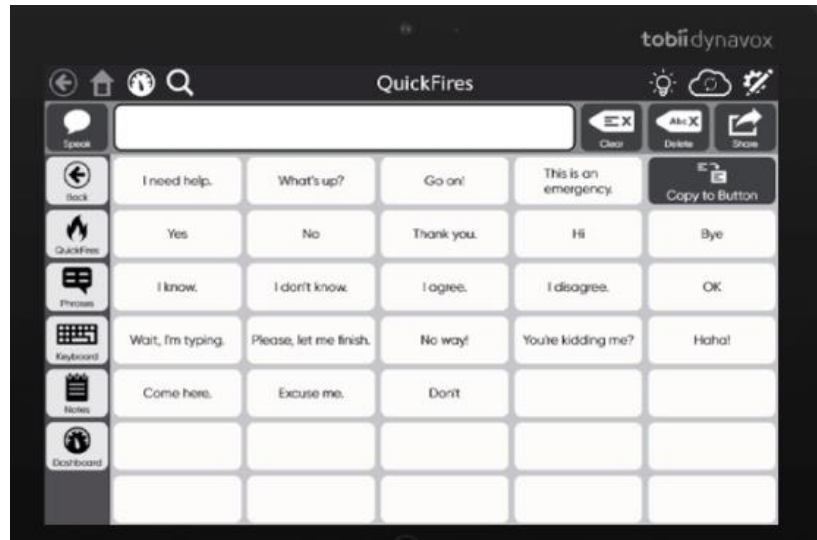 tobiidynavox
QuickFires
Speak
Clear
Abc
Delete
Share
Back
I need help.
What's up?
Go on!
This is an
emergency.
Copy to Button
QuickFires
Yes
No
Thank you.
Hi
Bye
Phrases
I know.
I don't know.
I agree.
I disagree.
OK
Keyboard
Wait, I'm typing.
Please, let me finish.
No way!
You're kidding me?
Haha!
Notes
Come here.
Excuse me.
Don't
Dashboard